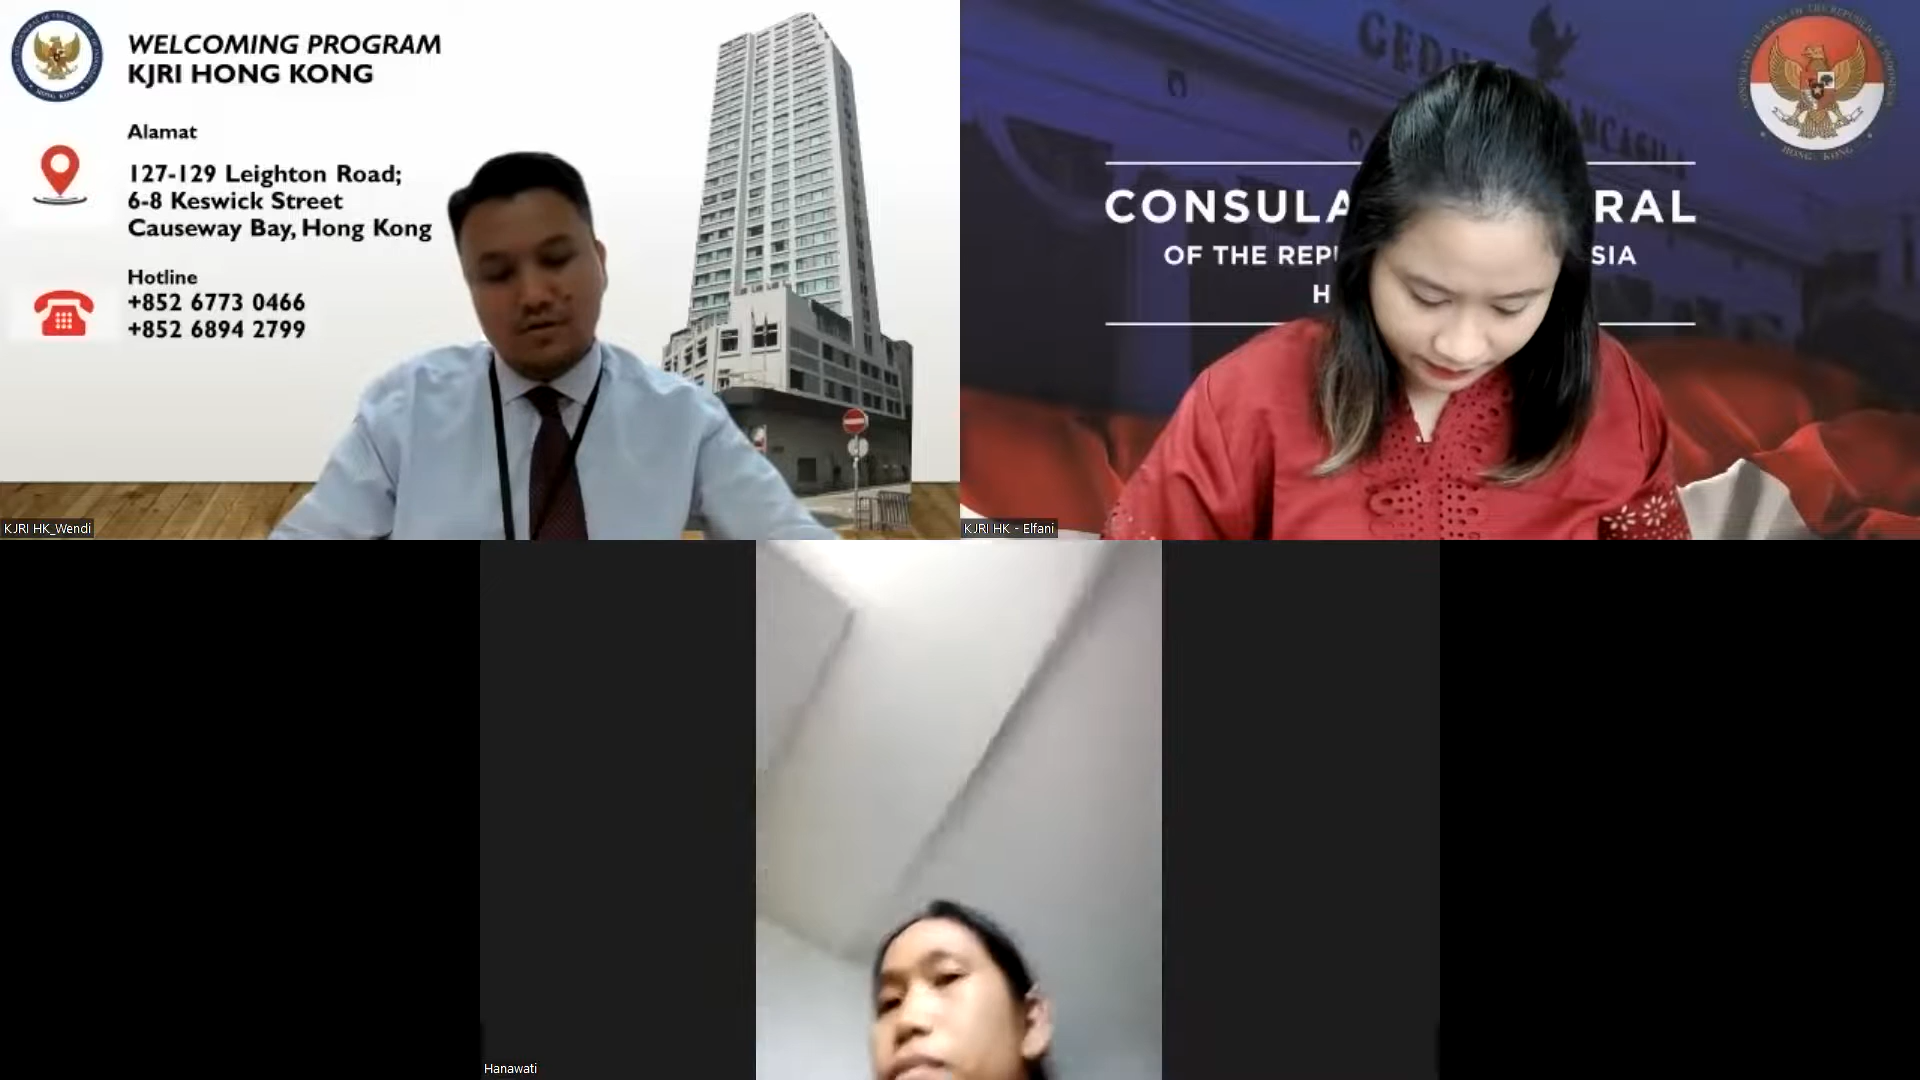 WELCOMING PROGRAM
KJRI HONG KONG
Alamat
127-129 Leighton Road;
6-8 Keswick Street
Causeway Bay, Hong Kong
Hotline
+852 6773 0466
+852 6894 2799
KJRI HK_Wendi
CONSULA RAL
OF THE REPU SIA
H
KJRI HK - Elfani
Hanawati